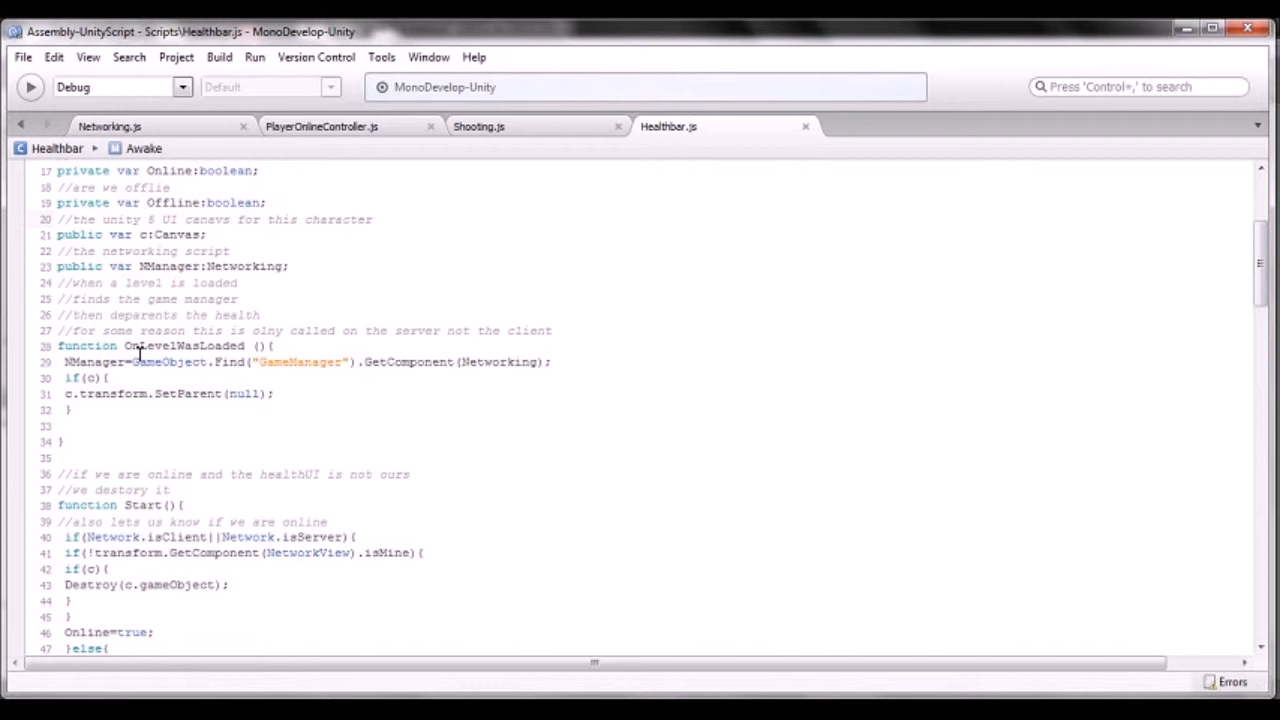 Assembly-UnityScript - Scripts\Healthbar.js - MonoDevelop-Unity
File Edit View Search Project Build Run Version Control Tools Window Help
Debug Default MonoDevelop-Unity Press 'Control+,' to search
Networking.js PlayerOnlineController.js Shooting.js Healthbar.js
Healthbar Awake
17 private var Online:boolean;
18 //are we offlie
19 private var Offline:boolean;
20 //the unity 5 UI canavs for this character
21 public var c:Canvas;
22 //the networking script
23 public var NManager:Networking;
24 //when a level is loaded
25 //finds the game manager
26 //then deparents the health
27 //for some reason this is olny called on the server not the client
28 function OnLevelWasLoaded (){
29 NManager=GameObject.Find("GameManager").GetComponent(Networking);
30 if(c){
31 c.transform.SetParent(null);
32 }
33
34 }
35
36 //if we are online and the healthUI is not ours
37 //we destory it
38 function Start(){
39 //also lets us know if we are online
40 if(Network.isClient||Network.isServer){
41 if(!transform.GetComponent(NetworkView).isMine){
42 if(c){
43 Destroy(c.gameObject);
44 }
45 }
46 Online=true;
47 }else{
Errors